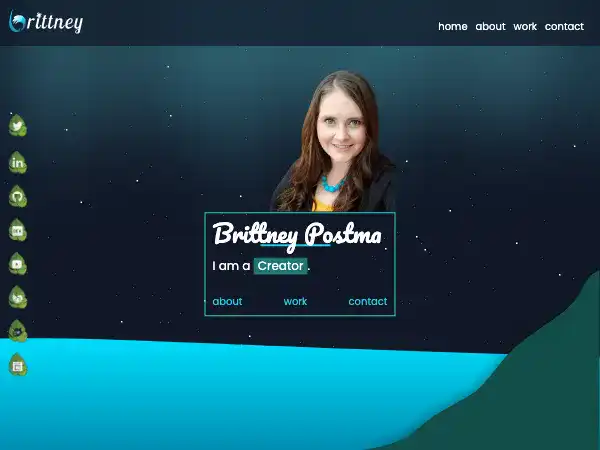 brittney
home about work contact
in
Brittney Postma
I am a Creator.
about work contact